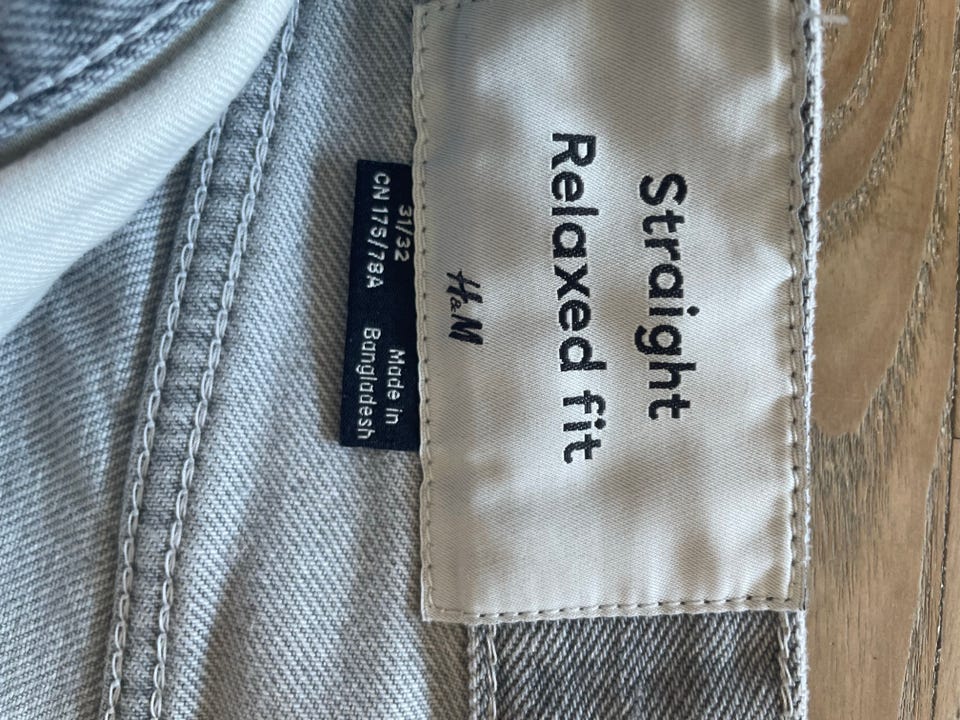 Straight
Relaxed fit
H&M
31/32
CN 175/78A
Made in
Bangladesh